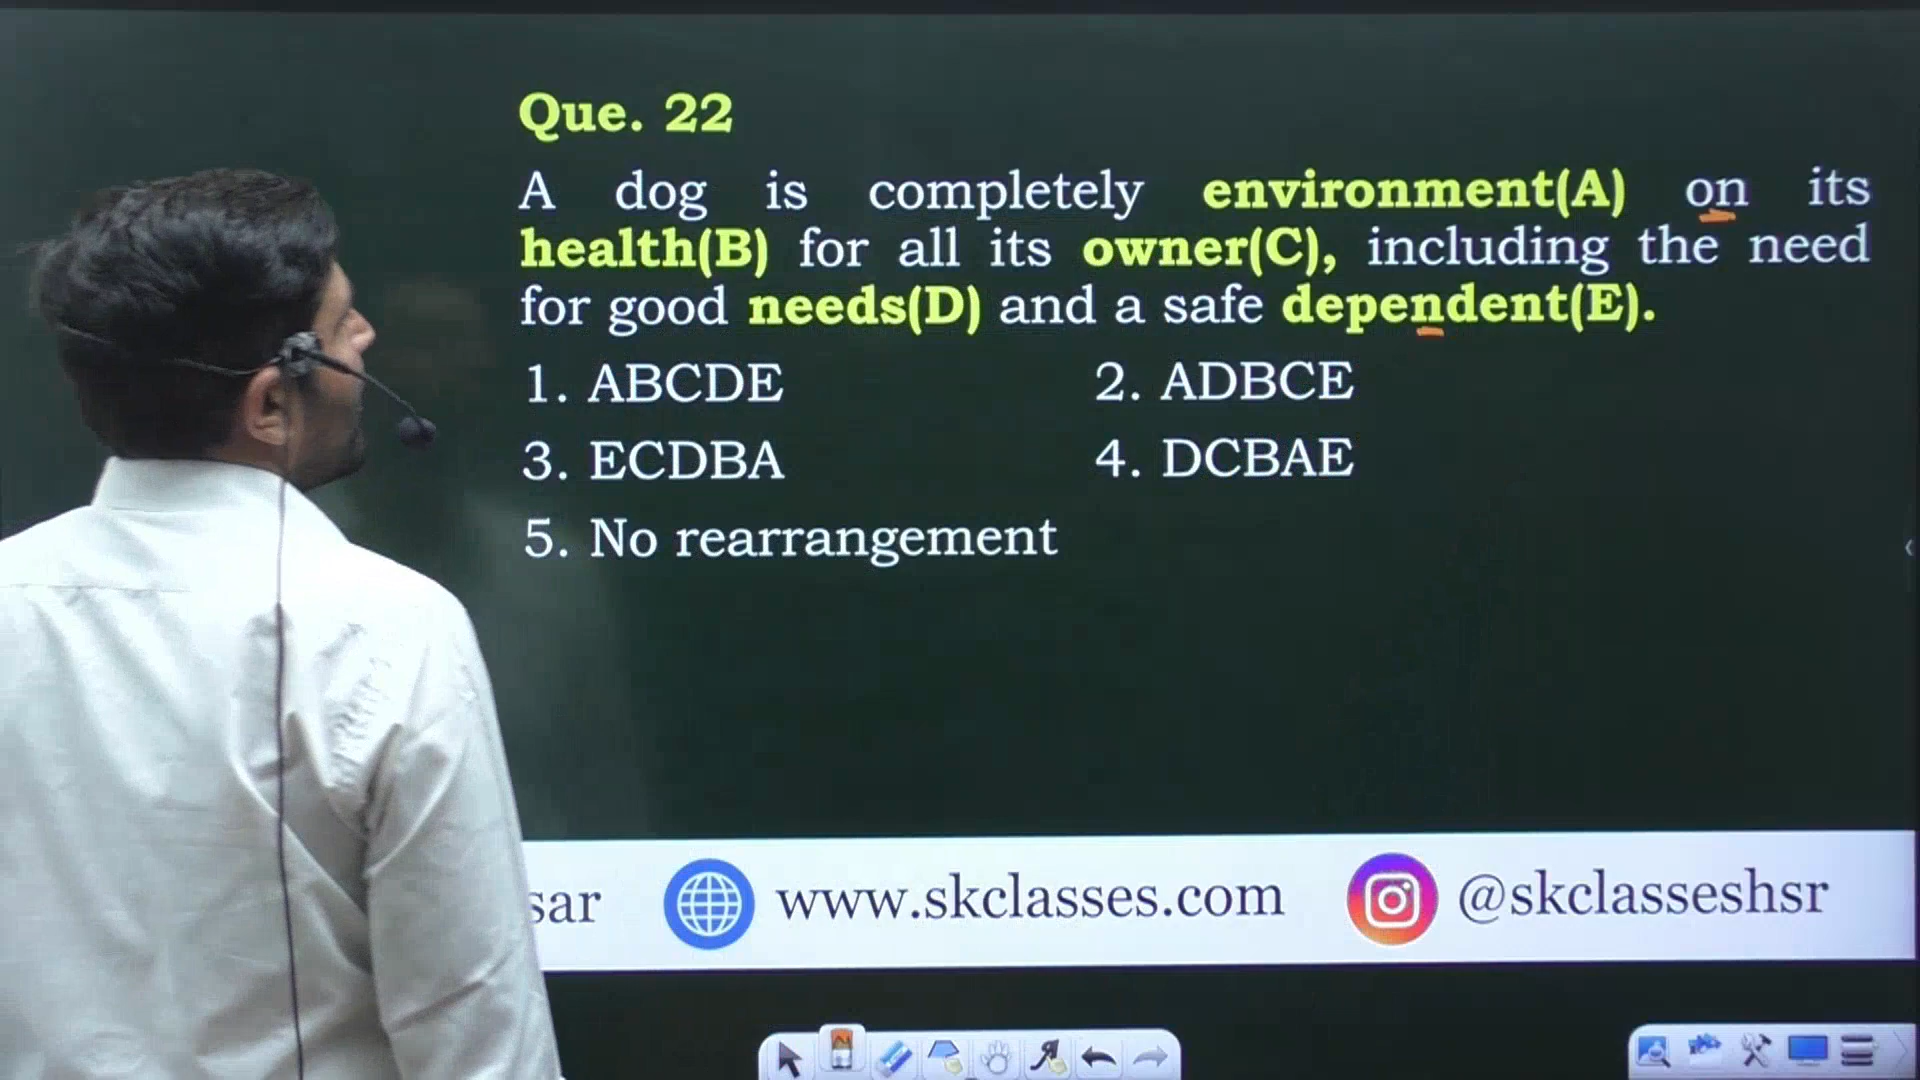 Que. 22
A dog is completely environment(A) on its
health(B) for all its owner(C), including the need
for good needs(D) and a safe dependent(E).
1. ABCDE 2. ADBCE
3. ECDBA 4. DCBAE
5. No rearrangement
sar www.skclasses.com @skclasseshsr